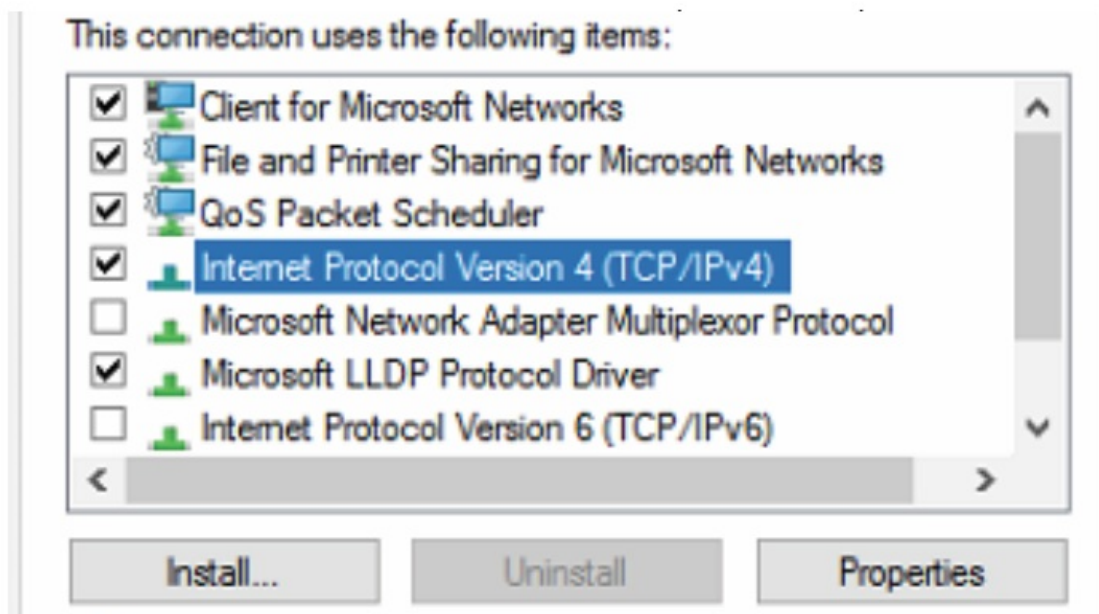 This connection uses the following items:
Client for Microsoft Networks
File and Printer Sharing for Microsoft Networks
QoS Packet Scheduler
Internet Protocol Version 4 (TCP/IPv4)
Microsoft Network Adapter Multiplexor Protocol
Microsoft LLDP Protocol Driver
Internet Protocol Version 6 (TCP/IPv6)
Install... Uninstall Properties